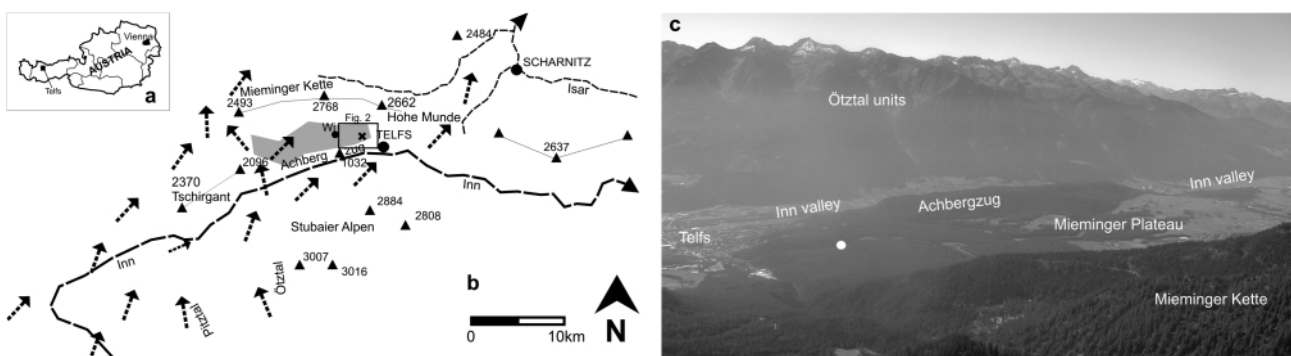 Vienna
AUSTRIA
Telfs
a
2484
SCHARNITZ
Isar
Mieminger Kette
2493
2768
2662
Hohe Munde
Fig. 2
Wi
TELFS
zug
2637
Achberg
1032
2096
2370
Tschirgant
Inn
Inn
2884
2808
Stubaier Alpen
3007
3016
Ötztal
Pitztal
b
N
0
10km
c
Ötztal units
Inn valley
Inn valley
Achbergzug
Telfs
Mieminger Plateau
Mieminger Kette